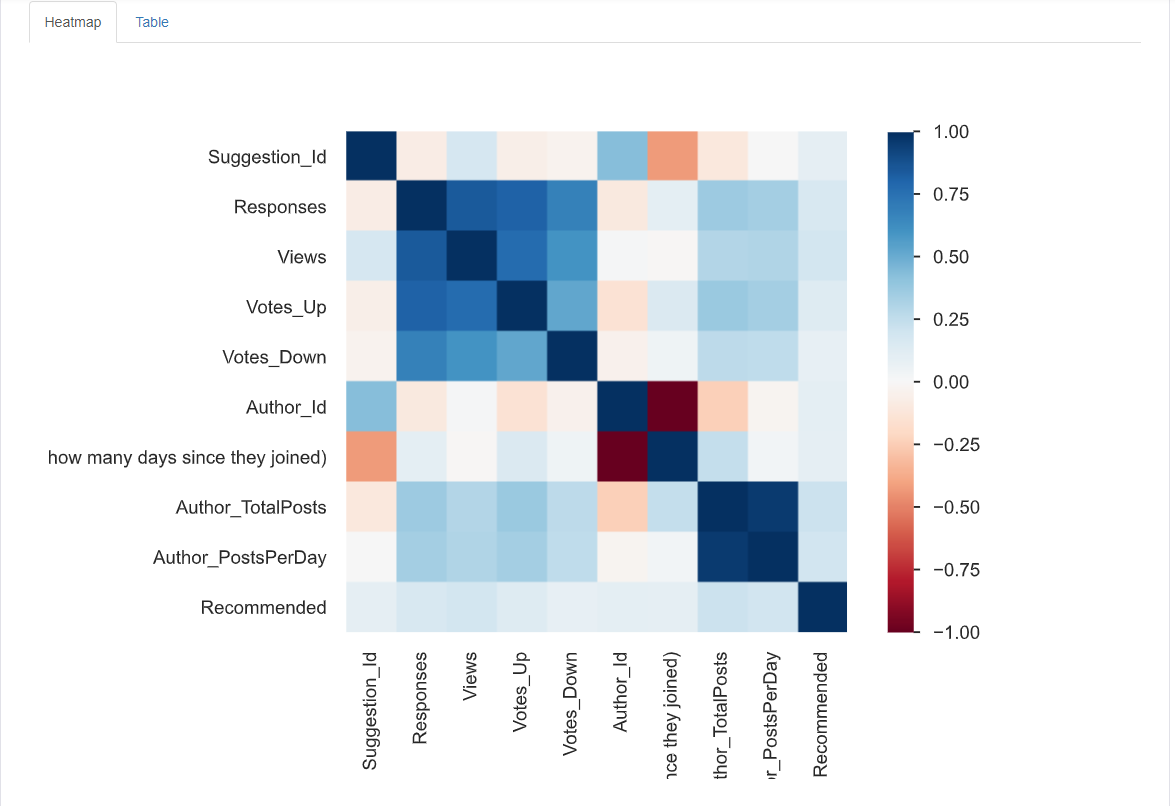 Heatmap
Table
Suggestion_Id
Responses
Views
Votes_Up
Votes_Down
Author_Id
how many days since they joined)
Author_TotalPosts
Author_PostsPerDay
Recommended
1.00
0.75
0.50
0.25
0.00
−0.25
−0.50
−0.75
−1.00
Suggestion_Id
Responses
Views
Votes_Up
Votes_Down
Author_Id
nce they joined)
thor_TotalPosts
r_PostsPerDay
Recommended